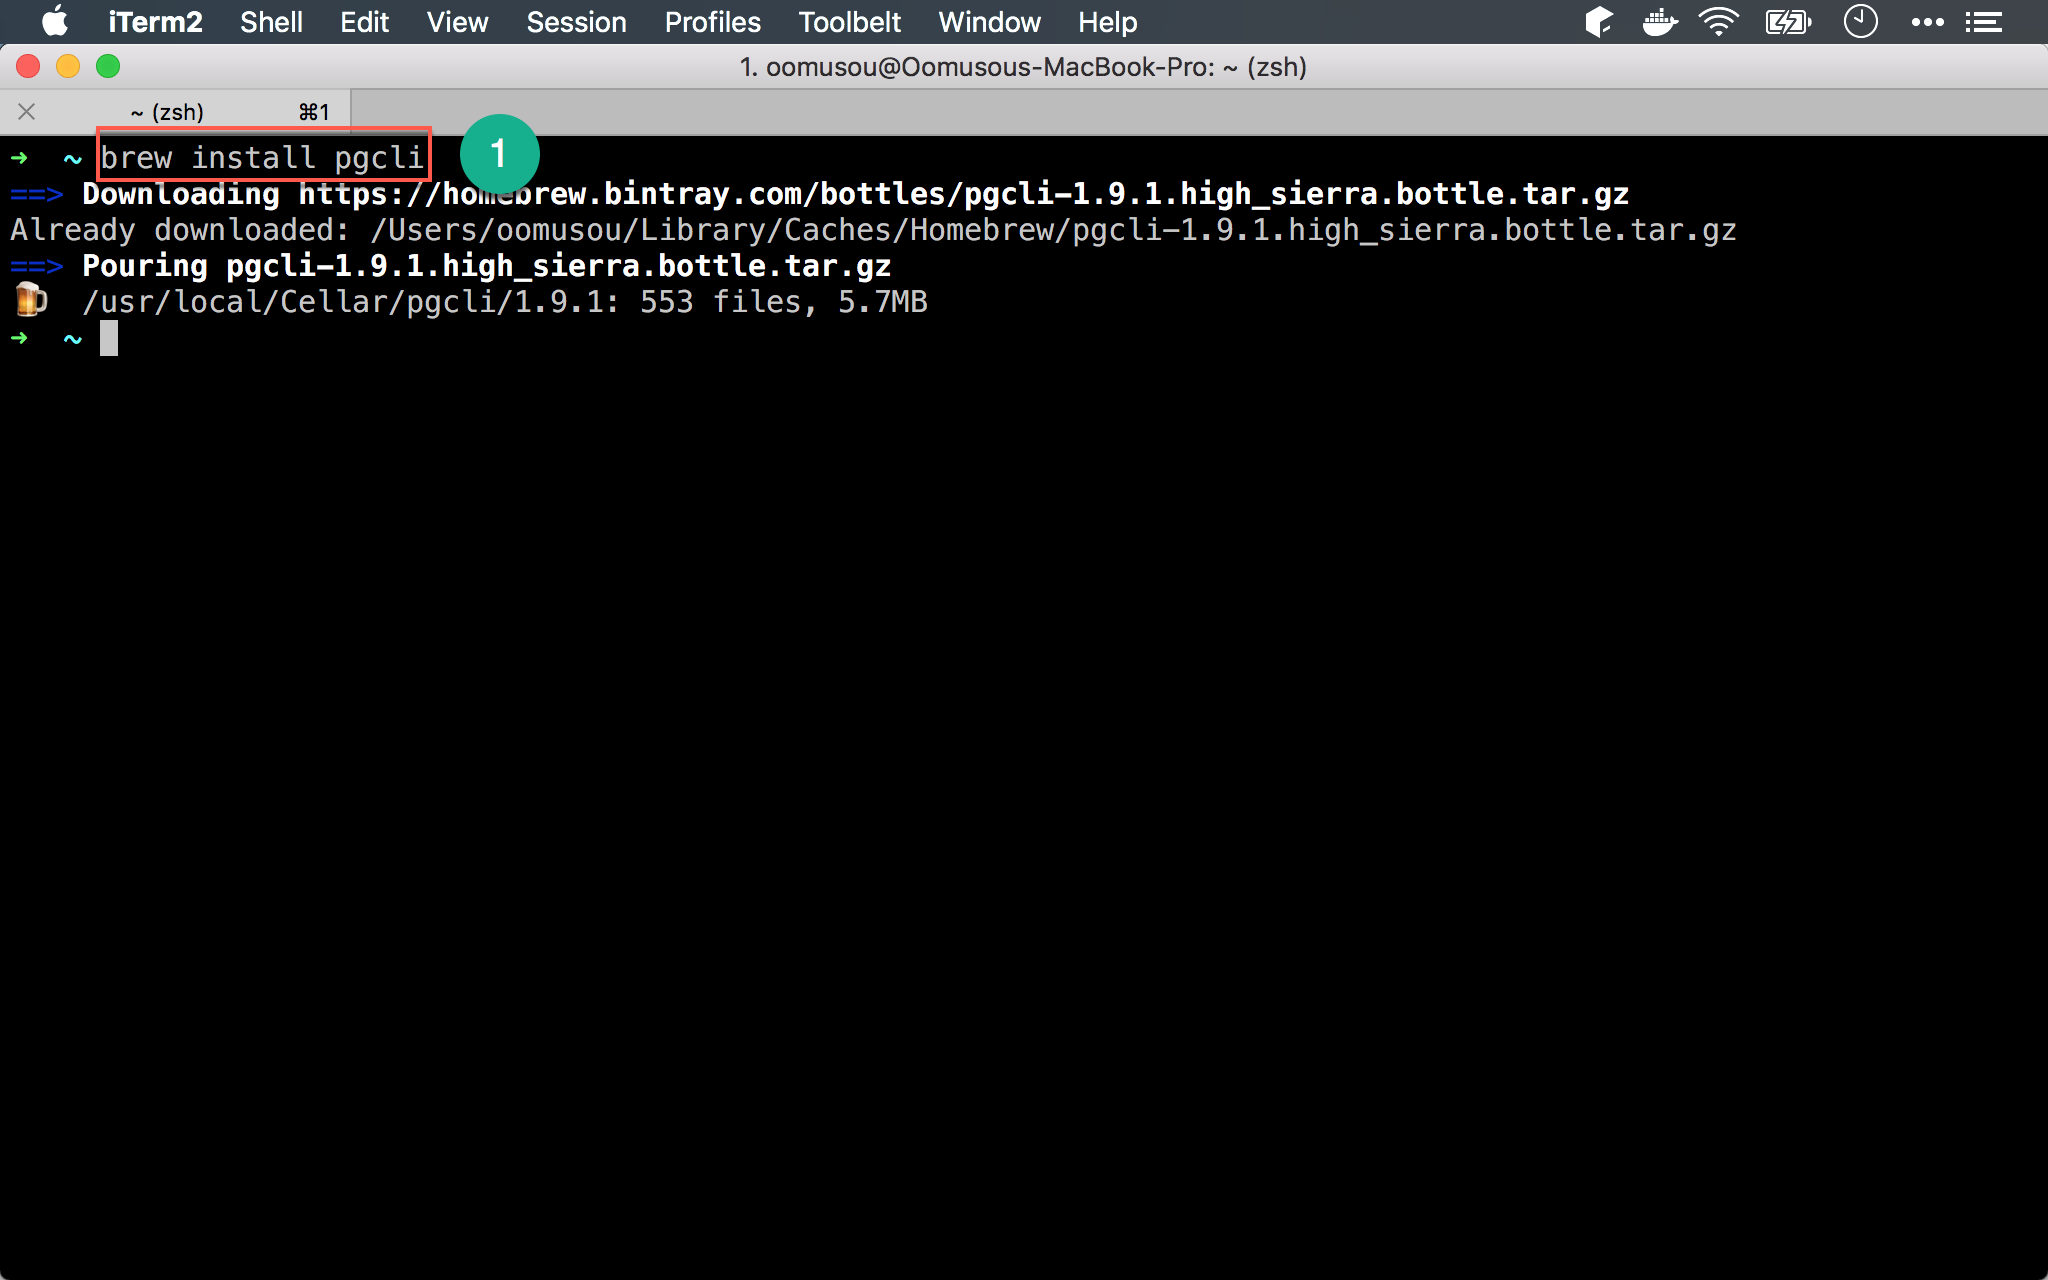 iTerm2 Shell Edit View Session Profiles Toolbelt Window Help
1. oomusou@Oomusous-MacBook-Pro: ~ (zsh)
~ (zsh) ⌘1
➜ ~ brew install pgcli
1
==> Downloading https://homebrew.bintray.com/bottles/pgcli-1.9.1.high_sierra.bottle.tar.gz
Already downloaded: /Users/oomusou/Library/Caches/Homebrew/pgcli-1.9.1.high_sierra.bottle.tar.gz
==> Pouring pgcli-1.9.1.high_sierra.bottle.tar.gz
🍺 /usr/local/Cellar/pgcli/1.9.1: 553 files, 5.7MB
➜ ~